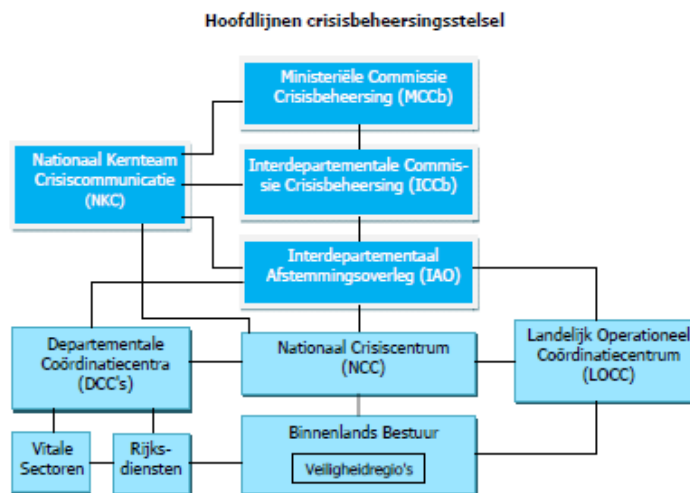 Hoofdlijnen crisisbeheersingsstelsel
Ministeriële Commissie
Crisisbeheersing (MCCb)
Nationaal Kernteam
Crisiscommunicatie
(NKC)
Interdepartementale Commis-
sie Crisisbeheersing (ICCb)
Interdepartementaal
Afstemmingsoverleg (IAO)
Departementale
Coördinatiecentra
(DCC's)
Nationaal Crisiscentrum
(NCC)
Landelijk Operationeel
Coördinatiecentrum
(LOCC)
Vitale
Sectoren
Rijks-
diensten
Binnenlands Bestuur
Veiligheidregio's